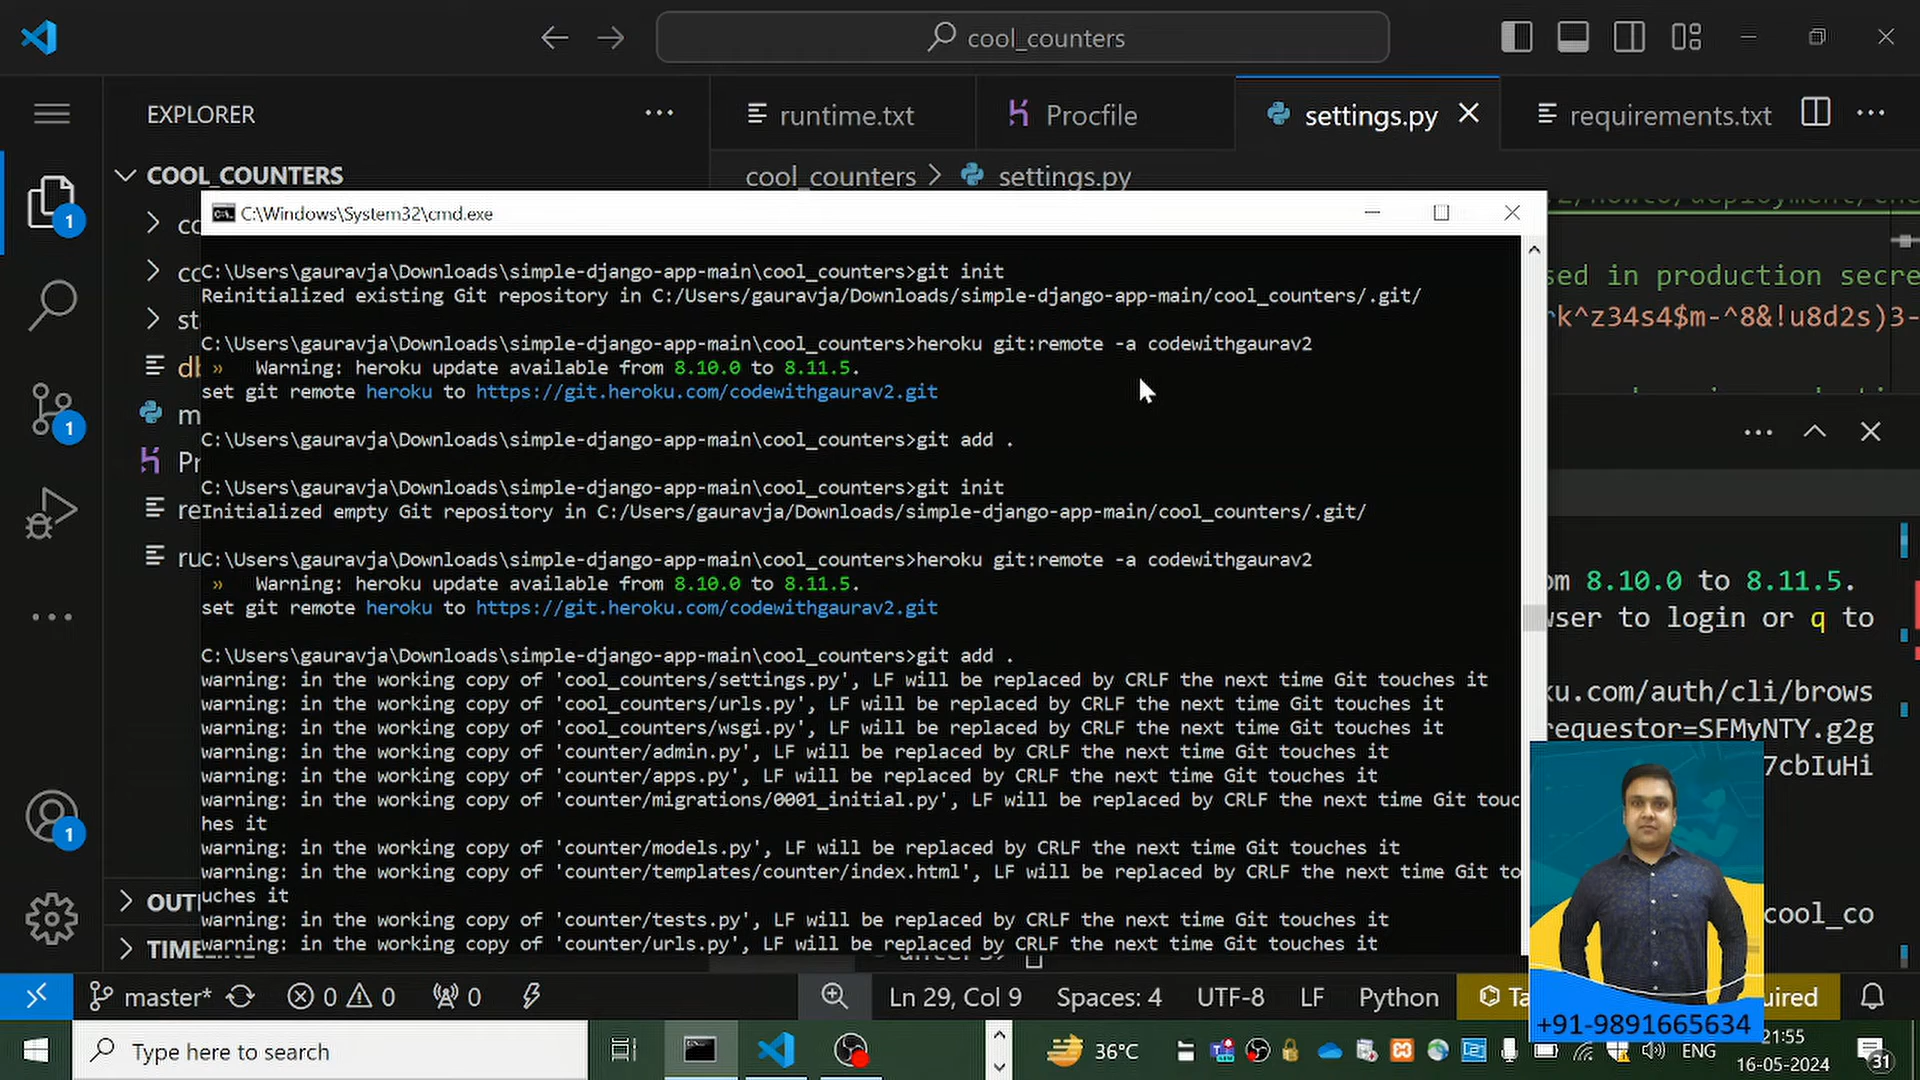 cool_counters
EXPLORER
runtime.txt
Procfile
settings.py
requirements.txt
COOL_COUNTERS
cool_counters > settings.py
C:\Windows\System32\cmd.exe
C:\Users\gauravja\Downloads\simple-django-app-main\cool_counters>git init
Reinitialized existing Git repository in C:/Users/gauravja/Downloads/simple-django-app-main/cool_counters/.git/
sed in production secre
k^z34s4$m-^8&!u8d2s)3-
C:\Users\gauravja\Downloads\simple-django-app-main\cool_counters>heroku git:remote -a codewithgaurav2
» Warning: heroku update available from 8.10.0 to 8.11.5.
set git remote heroku to https://git.heroku.com/codewithgaurav2.git
C:\Users\gauravja\Downloads\simple-django-app-main\cool_counters>git add .
C:\Users\gauravja\Downloads\simple-django-app-main\cool_counters>git init
Initialized empty Git repository in C:/Users/gauravja/Downloads/simple-django-app-main/cool_counters/.git/
C:\Users\gauravja\Downloads\simple-django-app-main\cool_counters>heroku git:remote -a codewithgaurav2
» Warning: heroku update available from 8.10.0 to 8.11.5.
set git remote heroku to https://git.heroku.com/codewithgaurav2.git
om 8.10.0 to 8.11.5.
wser to login or q to
C:\Users\gauravja\Downloads\simple-django-app-main\cool_counters>git add .
warning: in the working copy of 'cool_counters/settings.py', LF will be replaced by CRLF the next time Git touches it
warning: in the working copy of 'cool_counters/urls.py', LF will be replaced by CRLF the next time Git touches it
warning: in the working copy of 'cool_counters/wsgi.py', LF will be replaced by CRLF the next time Git touches it
warning: in the working copy of 'counter/admin.py', LF will be replaced by CRLF the next time Git touches it
warning: in the working copy of 'counter/apps.py', LF will be replaced by CRLF the next time Git touches it
warning: in the working copy of 'counter/migrations/0001_initial.py', LF will be replaced by CRLF the next time Git touc
hes it
warning: in the working copy of 'counter/models.py', LF will be replaced by CRLF the next time Git touches it
warning: in the working copy of 'counter/templates/counter/index.html', LF will be replaced by CRLF the next time Git to
uches it
warning: in the working copy of 'counter/tests.py', LF will be replaced by CRLF the next time Git touches it
warning: in the working copy of 'counter/urls.py', LF will be replaced by CRLF the next time Git touches it
ku.com/auth/cli/brows
requestor=SFMyNTY.g2g
7cbIuHi
cool_co
unters>
cc
cc
st
db
m
Pr
re
ru
1
1
1
OUT
TIME
master* 0 0 0 Ln 29, Col 9 Spaces: 4 UTF-8 LF Python Ta uired
+91-9891665634
Type here to search
36°C
ENG
21:55
16-05-2024
31